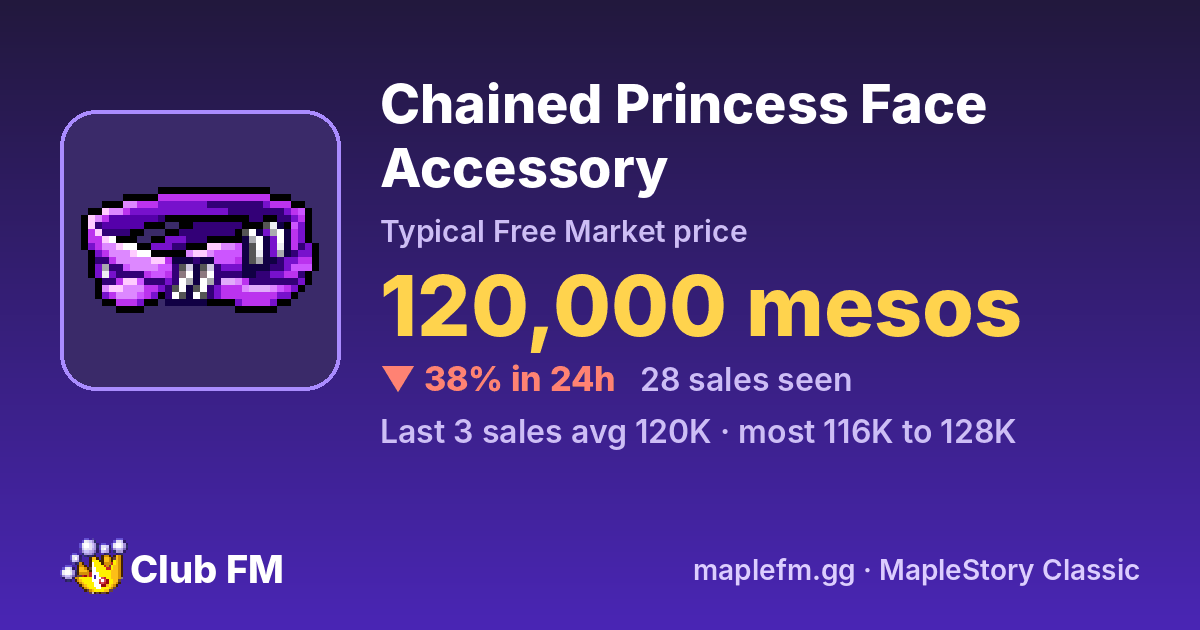 Chained Princess Face
Accessory
Typical Free Market price
120,000 mesos
▼ 38% in 24h 28 sales seen
Last 3 sales avg 120K · most 116K to 128K
Club FM
maplefm.gg · MapleStory Classic